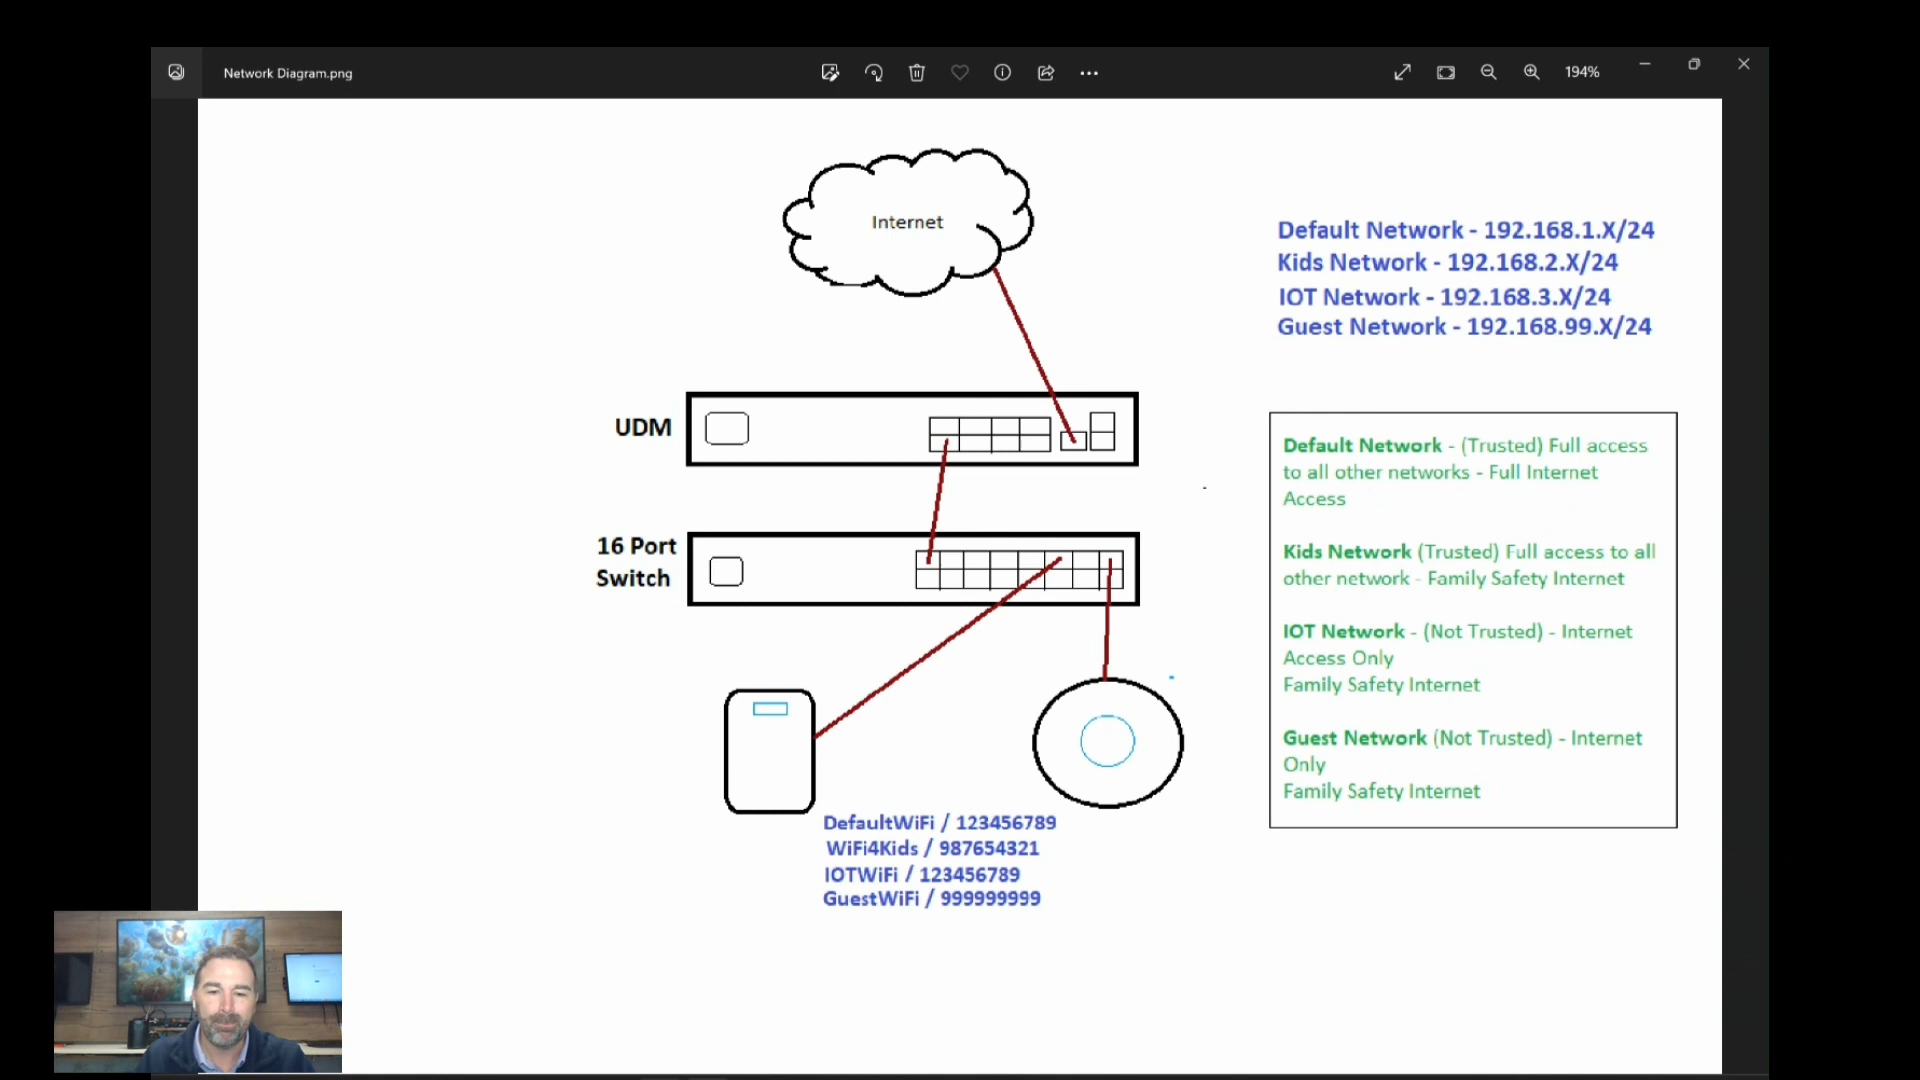 Network Diagram.png
194%
Internet
Default Network - 192.168.1.X/24
Kids Network - 192.168.2.X/24
IOT Network - 192.168.3.X/24
Guest Network - 192.168.99.X/24
UDM
16 Port
Switch
Default Network - (Trusted) Full access
to all other networks - Full Internet
Access
Kids Network (Trusted) Full access to all
other network - Family Safety Internet
IOT Network - (Not Trusted) - Internet
Access Only
Family Safety Internet
Guest Network (Not Trusted) - Internet
Only
Family Safety Internet
DefaultWiFi / 123456789
WiFi4Kids / 987654321
IOTWiFi / 123456789
GuestWiFi / 999999999